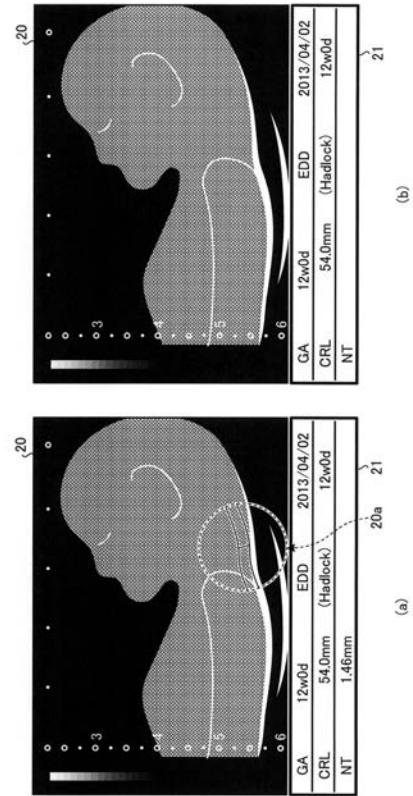 20
3
4
5
6
GA 12w0d EDD 2013/04/02
CRL 54.0mm (Hadlock) 12w0d
NT 1.46mm
21
20a
(a)
20
3
4
5
6
GA 12w0d EDD 2013/04/02
CRL 54.0mm (Hadlock) 12w0d
NT
21
(b)